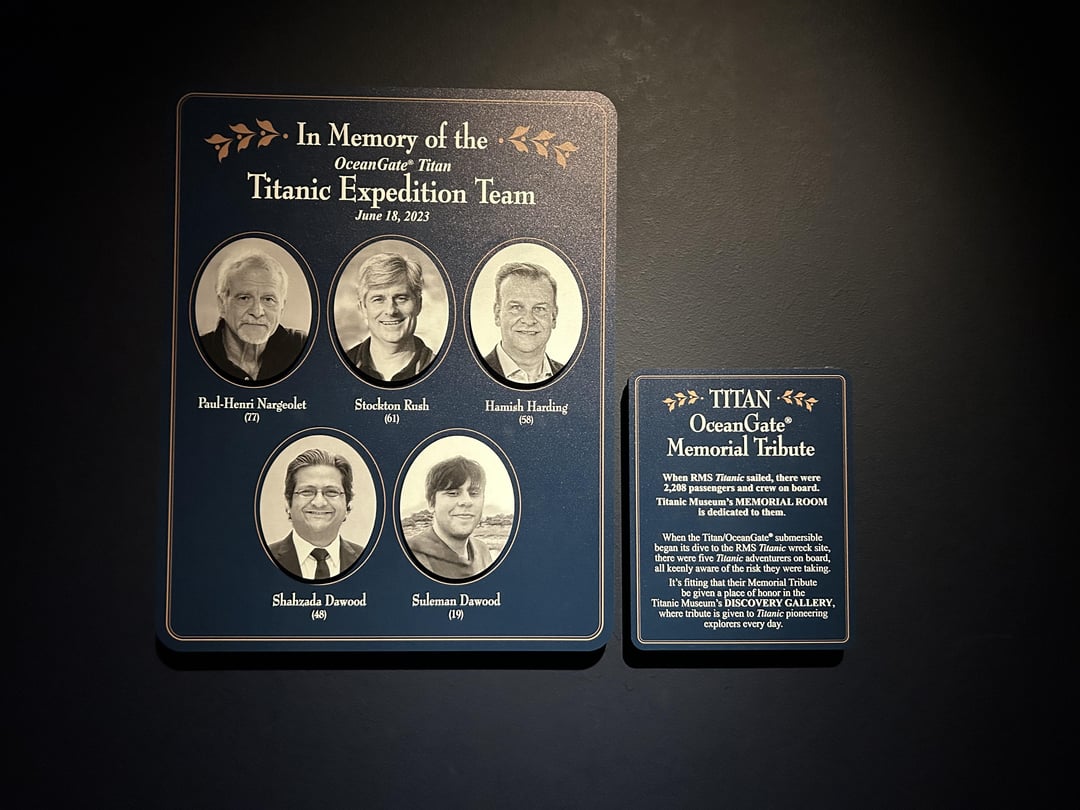 In Memory of the
OceanGate® Titan
Titanic Expedition Team
June 18, 2023
Paul-Henri Nargeolet
(77)
Stockton Rush
(61)
Hamish Harding
(58)
Shahzada Dawood
(48)
Suleman Dawood
(19)
TITAN
OceanGate®
Memorial Tribute
When RMS Titanic sailed, there were
2,208 passengers and crew on board.
Titanic Museum's MEMORIAL ROOM
is dedicated to them.
When the Titan/OceanGate® submersible
began its dive to the RMS Titanic wreck site,
there were five Titanic adventurers on board,
all keenly aware of the risk they were taking.
It's fitting that their Memorial Tribute
be given a place of honor in the
Titanic Museum's DISCOVERY GALLERY,
where tribute is given to Titanic pioneering
explorers every day.